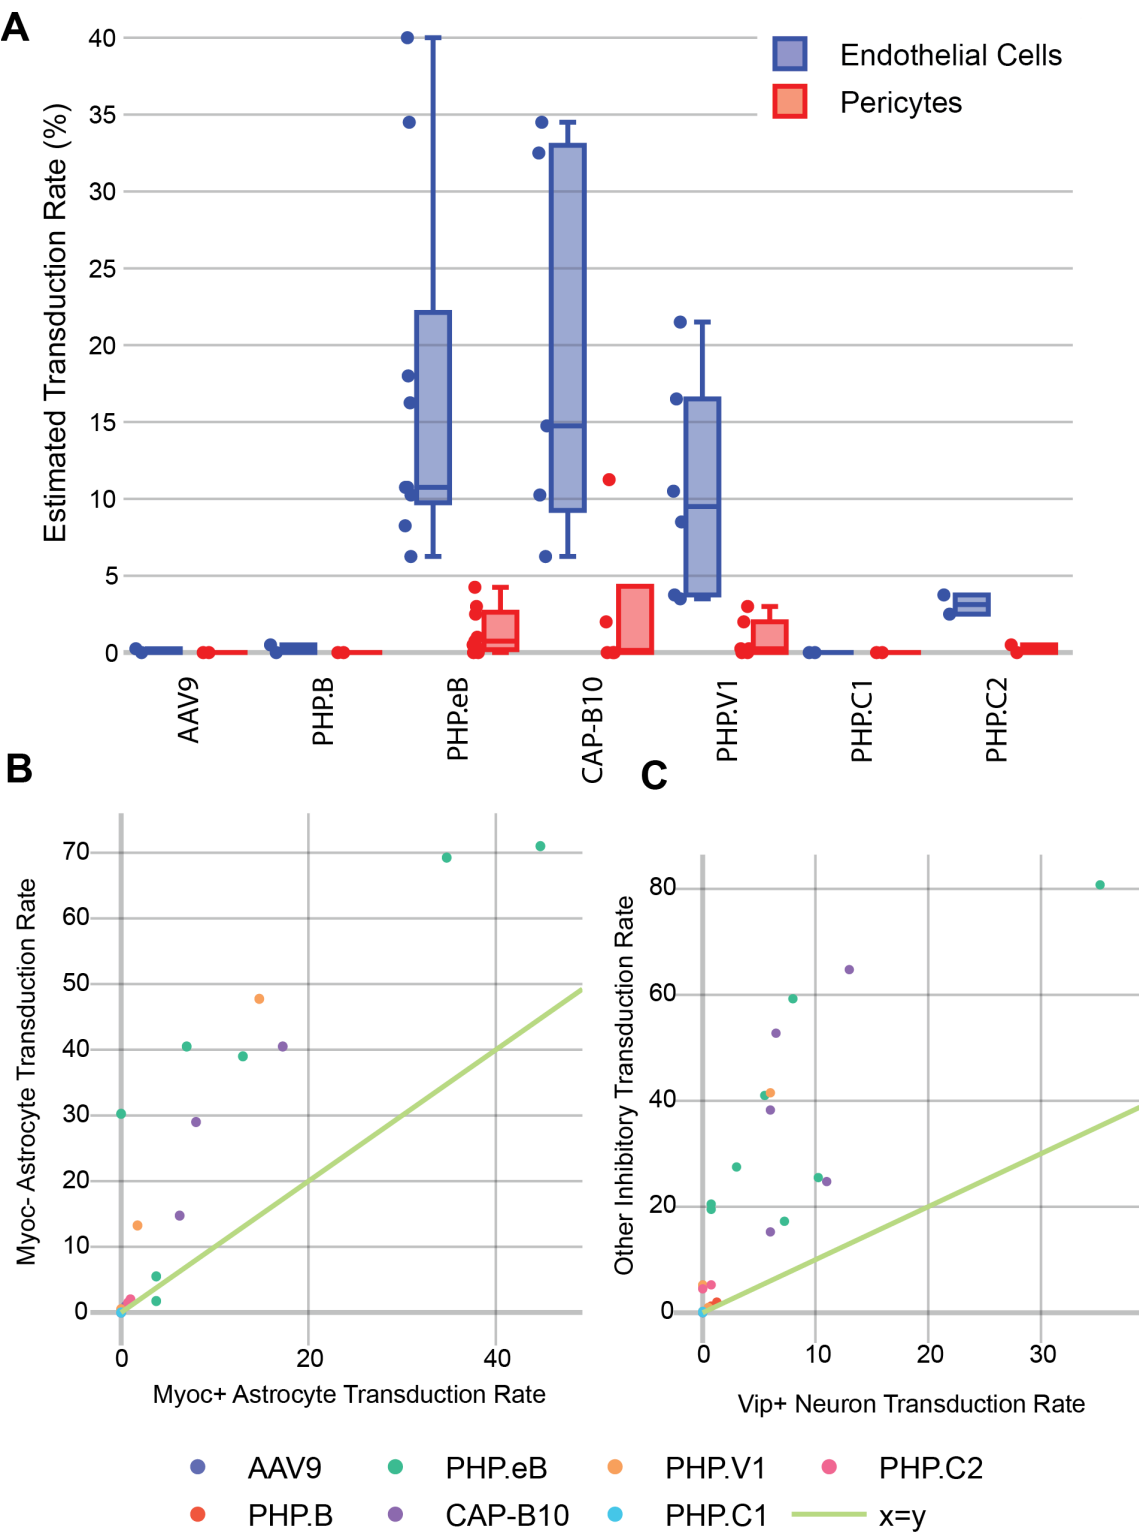 A
Estimated Transduction Rate (%)
40
35
30
25
20
15
10
5
0
Endothelial Cells
Pericytes
AAV9
PHP.B
PHP.eB
CAP-B10
PHP.V1
PHP.C1
PHP.C2
B
Myoc- Astrocyte Transduction Rate
70
60
50
40
30
20
10
0
0 20 40
Myoc+ Astrocyte Transduction Rate
C
Other Inhibitory Transduction Rate
80
60
40
20
0
0 10 20 30
Vip+ Neuron Transduction Rate
AAV9 PHP.eB PHP.V1 PHP.C2
PHP.B CAP-B10 PHP.C1 x=y